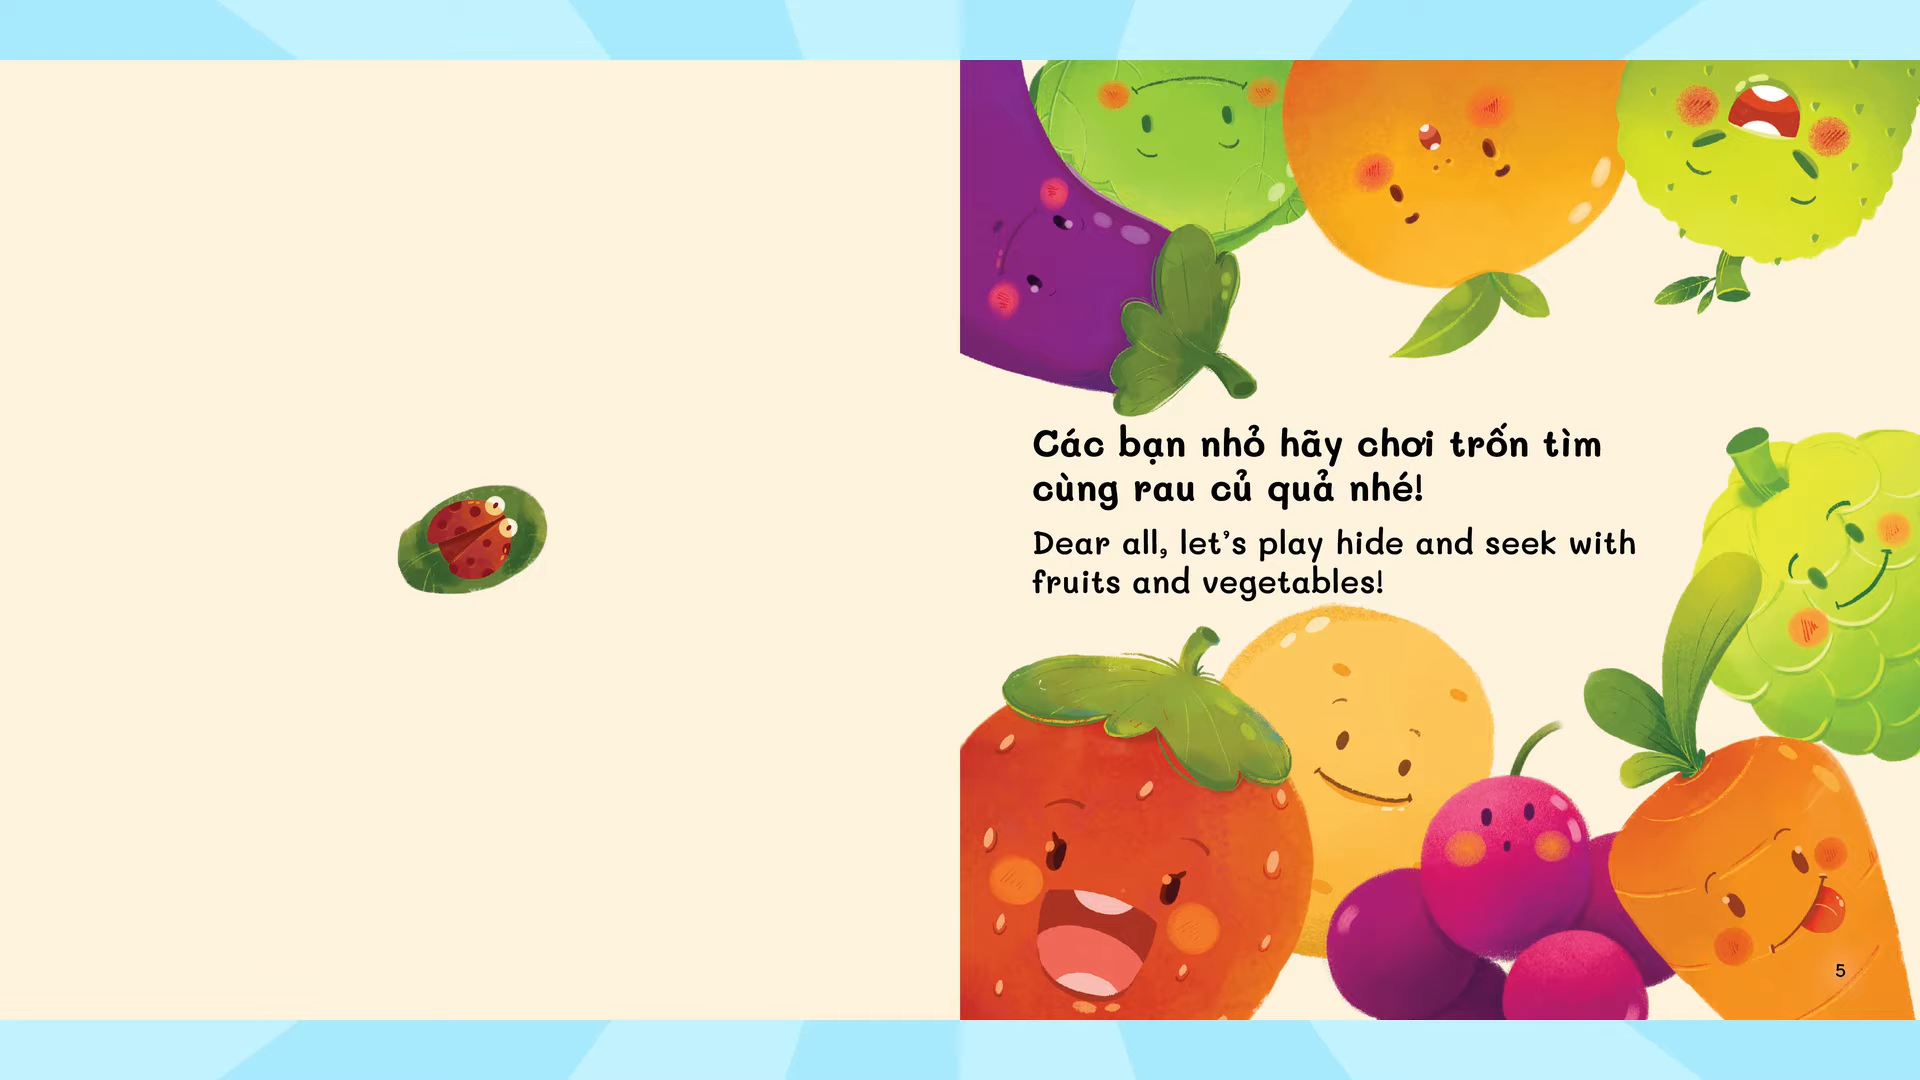 Các bạn nhỏ hãy chơi trốn tìm
cùng rau củ quả nhé!
Dear all, let's play hide and seek with
fruits and vegetables!
5